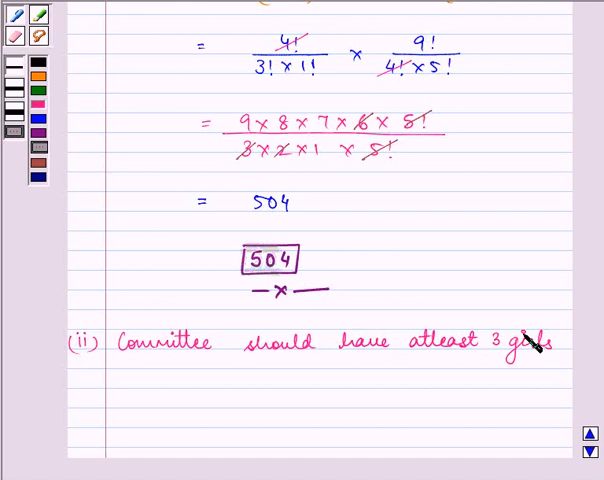 = 4! / 3! × 1! × 9! / 4! × 5!
= 9 × 8 × 7 × 6 × 5! / 3 × 2 × 1 × 5!
= 504
504
— × —
(ii) Committee should have atleast 3 girls